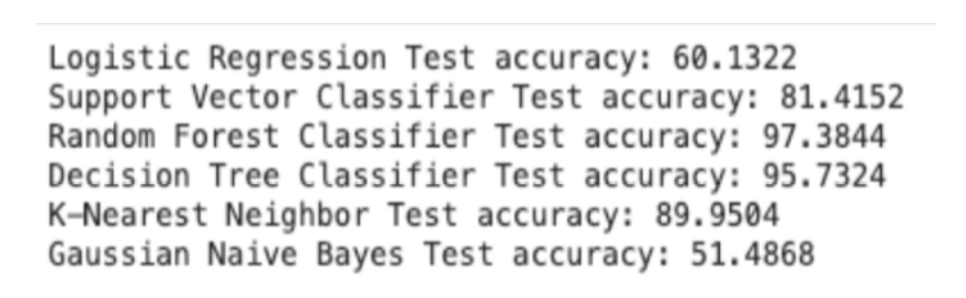 Logistic Regression Test accuracy: 60.1322
Support Vector Classifier Test accuracy: 81.4152
Random Forest Classifier Test accuracy: 97.3844
Decision Tree Classifier Test accuracy: 95.7324
K-Nearest Neighbor Test accuracy: 89.9504
Gaussian Naive Bayes Test accuracy: 51.4868